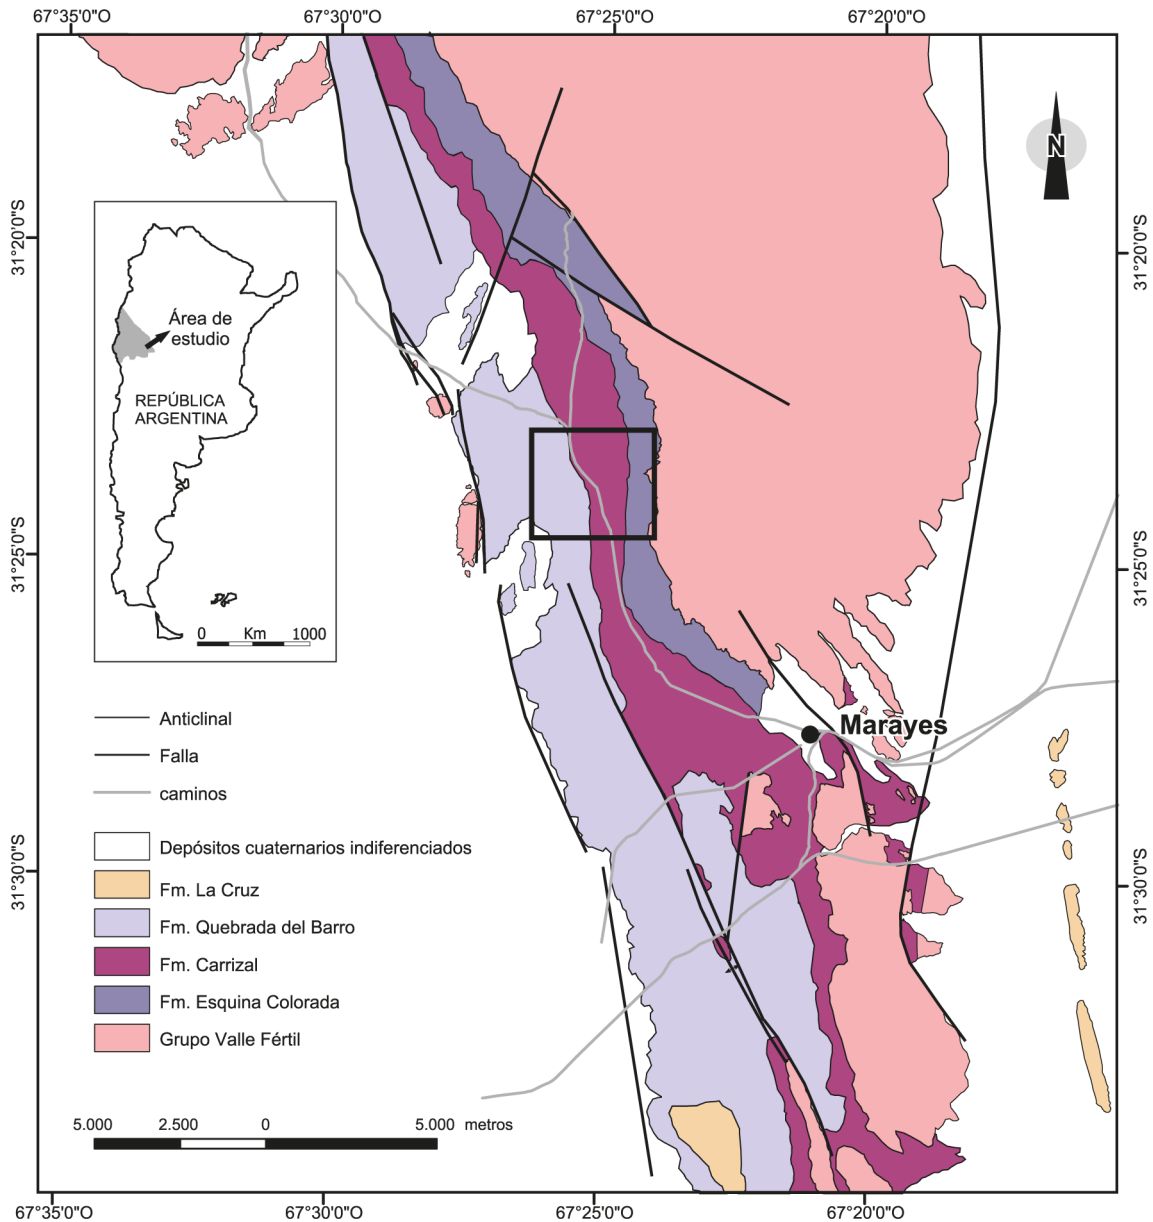 67°35'0"O 67°30'0"O 67°25'0"O 67°20'0"O
N
31°20'0"S
31°20'0"S
Área de
estudio
REPÚBLICA
ARGENTINA
0 Km 1000
31°25'0"S
31°25'0"S
Anticlinal
Falla
caminos
Marayes
Depósitos cuaternarios indiferenciados
Fm. La Cruz
Fm. Quebrada del Barro
Fm. Carrizal
Fm. Esquina Colorada
Grupo Valle Fértil
31°30'0"S
31°30'0"S
5.000 2.500 0 5.000 metros
67°35'0"O 67°30'0"O 67°25'0"O 67°20'0"O